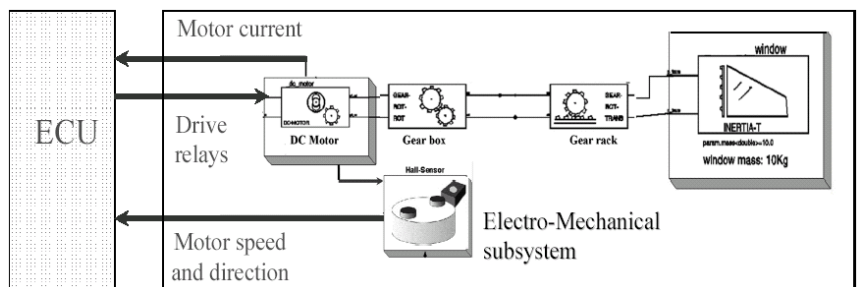 ECU
Motor current
Drive
relays
dc_motor
DCMOTOR
DC Motor
GEAR-
ROT-
ROT
Gear box
GEAR-
ROT-
TRANS
Gear rack
window
INERTIA-T
param.mass<double>=10.0
window mass: 10Kg
Hall-Sensor
Motor speed
and direction
Electro-Mechanical
subsystem